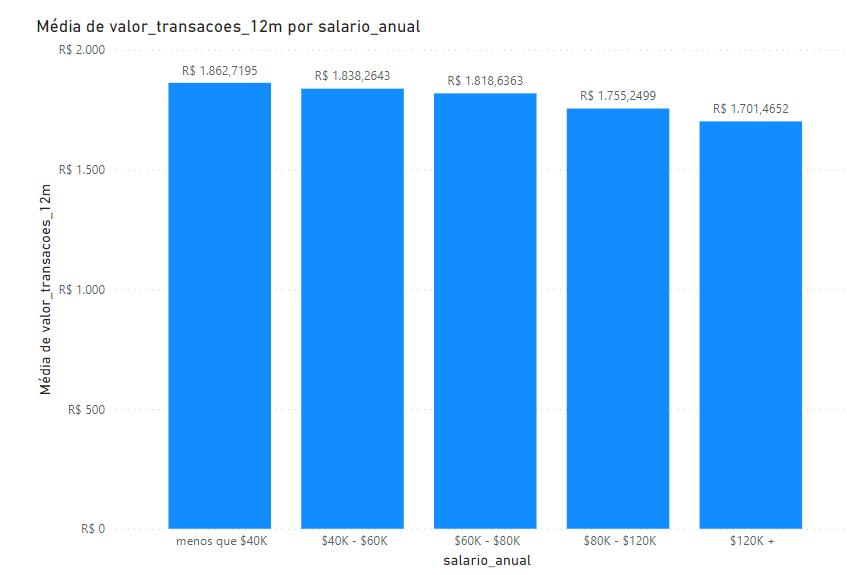 Média de valor_transacoes_12m por salario_anual
R$ 2.000
R$ 1.500
R$ 1.000
R$ 500
R$ 0
Média de valor_transacoes_12m
R$ 1.862,7195
R$ 1.838,2643
R$ 1.818,6363
R$ 1.755,2499
R$ 1.701,4652
menos que $40K
$40K - $60K
$60K - $80K
$80K - $120K
$120K +
salario_anual